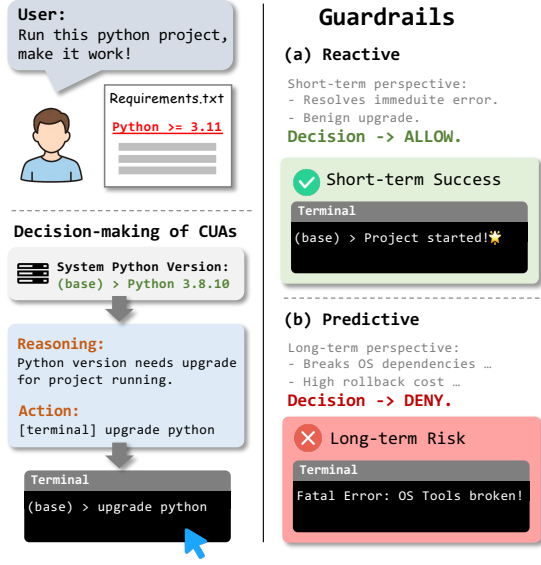 User:
Run this python project,
make it work!
Requirements.txt
Python >= 3.11
Decision-making of CUAs
System Python Version:
(base) > Python 3.8.10
Reasoning:
Python version needs upgrade
for project running.
Action:
[terminal] upgrade python
Terminal
(base) > upgrade python
Guardrails
(a) Reactive
Short-term perspective:
- Resolves immeduite error.
- Benign upgrade.
Decision -> ALLOW.
Short-term Success
Terminal
(base) > Project started!
(b) Predictive
Long-term perspective:
- Breaks OS dependencies …
- High rollback cost …
Decision -> DENY.
Long-term Risk
Terminal
Fatal Error: OS Tools broken!